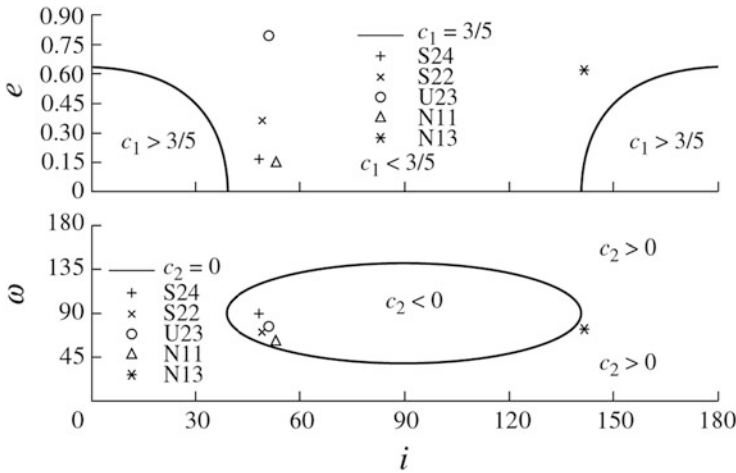 e
0.90
0.75
0.60
0.45
0.30
0.15
0
c₁ = 3/5
S24
S22
U23
N11
N13
c₁ > 3/5
c₁ < 3/5
c₁ > 3/5
ω
180
135
90
45
0
c₂ = 0
S24
S22
U23
N11
N13
c₂ < 0
c₂ > 0
c₂ > 0
30
60
90
120
150
180
i